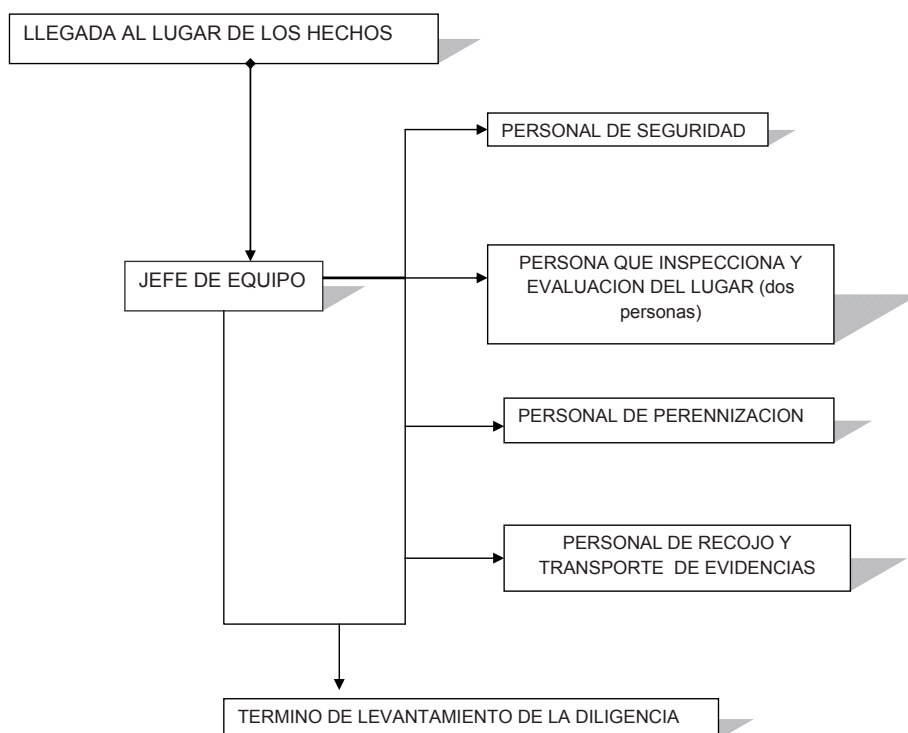 LLEGADA AL LUGAR DE LOS HECHOS
PERSONAL DE SEGURIDAD
JEFE DE EQUIPO
PERSONA QUE INSPECCIONA Y
EVALUACION DEL LUGAR (dos
personas)
PERSONAL DE PERENNIZACION
PERSONAL DE RECOJO Y
TRANSPORTE DE EVIDENCIAS
TERMINO DE LEVANTAMIENTO DE LA DILIGENCIA